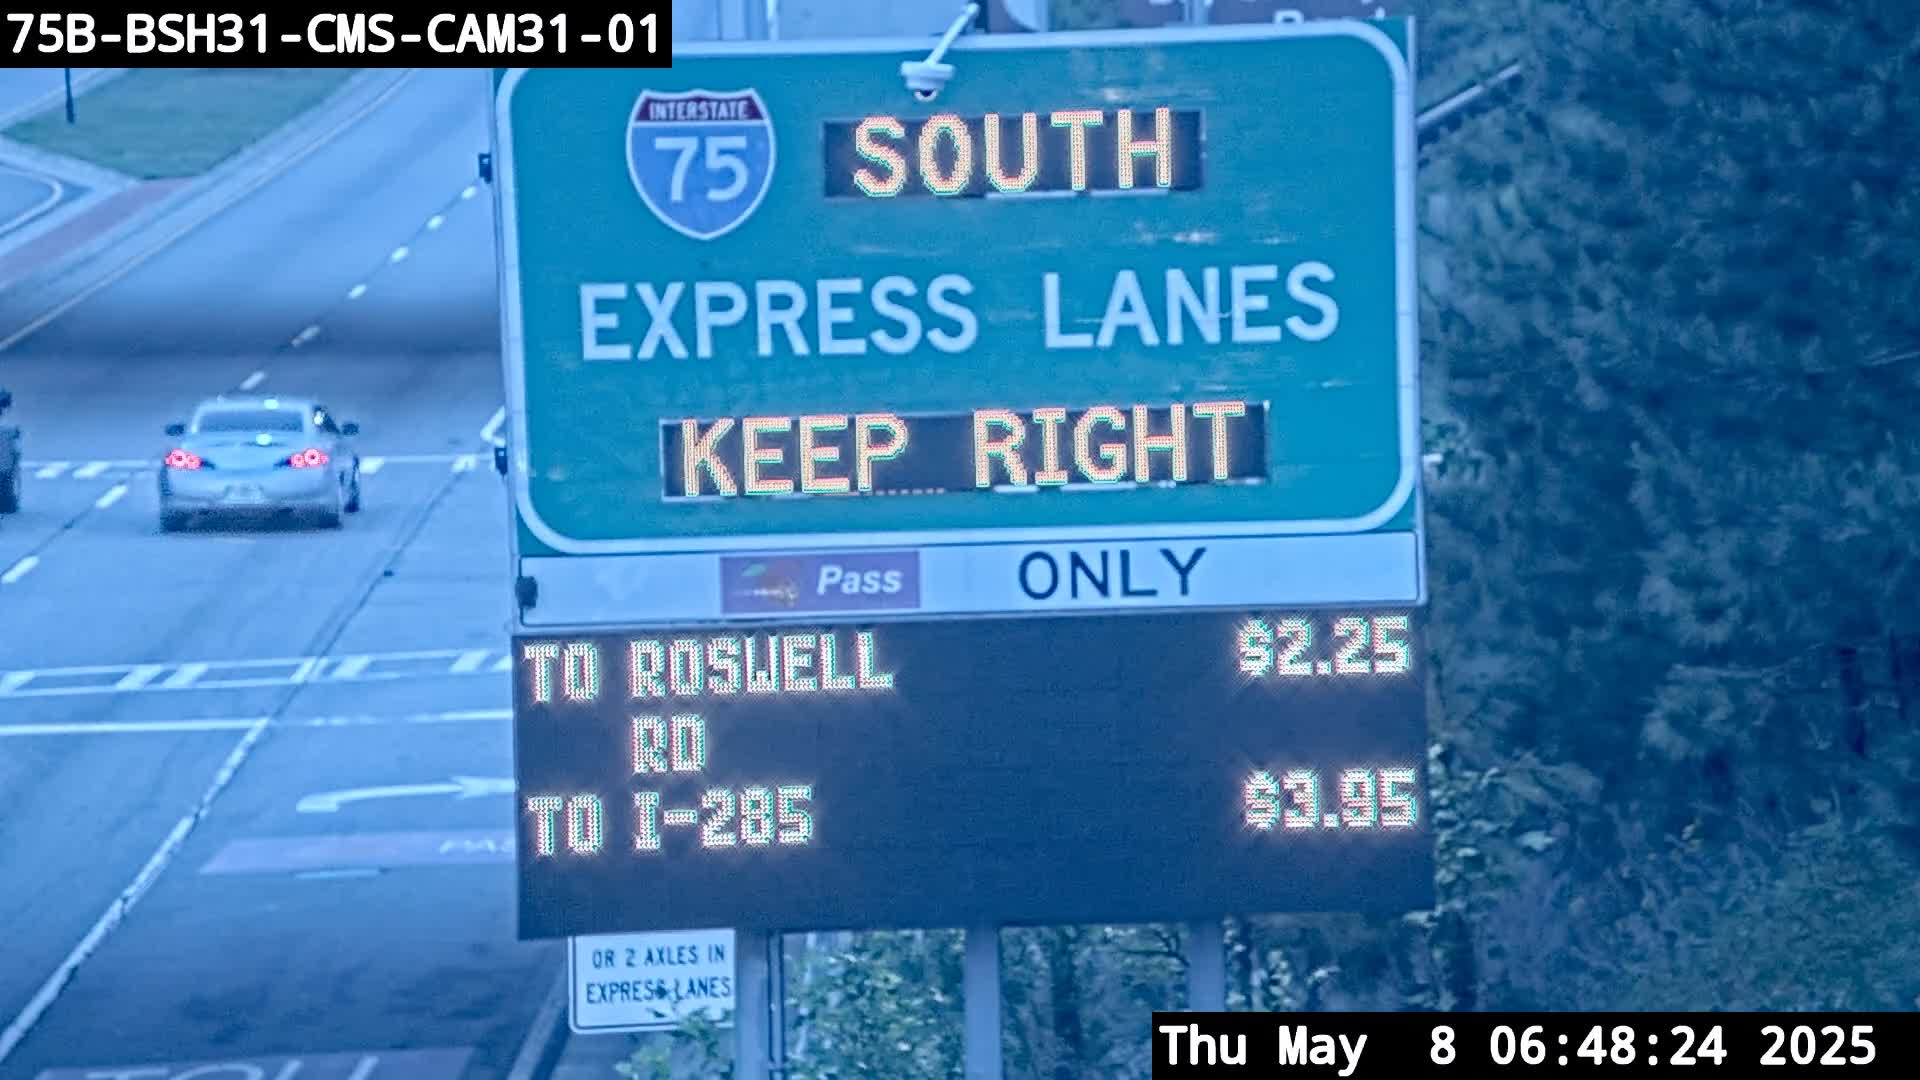 75B-BSH31-CMS-CAM31-01
INTERSTATE
75
SOUTH
EXPRESS LANES
KEEP RIGHT
Pass ONLY
TO ROSWELL $2.25
RD
TO I-285 $3.95
OR 2 AXLES IN
EXPRESS LANES
TOLL
Thu May 8 06:48:24 2025